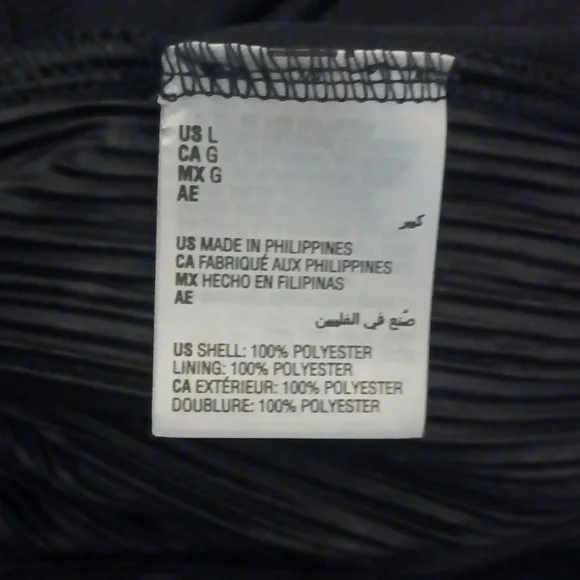 US L
CA G
MX G
AE
كبير
US MADE IN PHILIPPINES
CA FABRIQUÉ AUX PHILIPPINES
MX HECHO EN FILIPINAS
AE
صُنع في الفلبين
US SHELL: 100% POLYESTER
LINING: 100% POLYESTER
CA EXTÉRIEUR: 100% POLYESTER
DOUBLURE: 100% POLYESTER